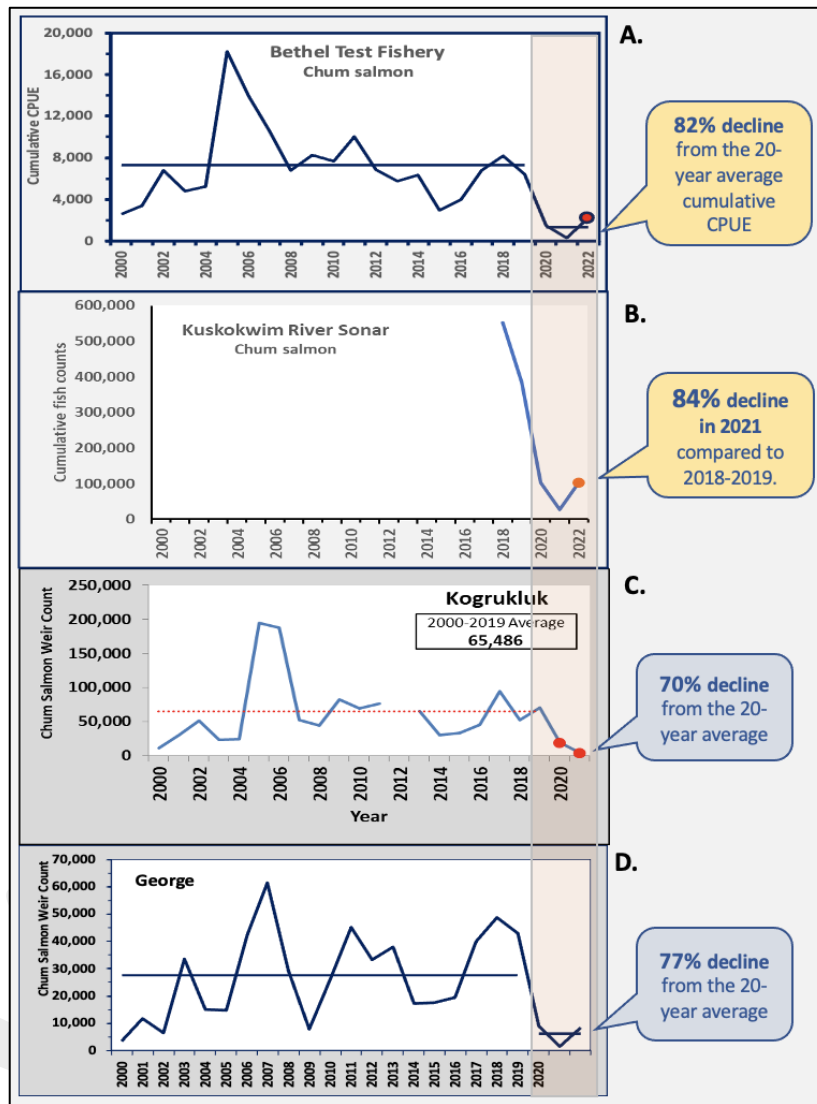 A.
Bethel Test Fishery
Chum salmon
Cumulative CPUE
20,000
16,000
12,000
8,000
4,000
0
2000
2002
2004
2006
2008
2010
2012
2014
2016
2018
2020
2022
82% decline
from the 20-
year average
cumulative
CPUE
B.
Kuskokwim River Sonar
Chum salmon
Cumulative fish counts
600,000
500,000
400,000
300,000
200,000
100,000
0
2000
2002
2004
2006
2008
2010
2012
2014
2016
2018
2020
2022
84% decline
in 2021
compared to
2018-2019.
C.
Kogrukluk
2000-2019 Average
65,486
Chum Salmon Weir Count
250,000
200,000
150,000
100,000
50,000
0
2000
2002
2004
2006
2008
2010
2012
2014
2016
2018
2020
Year
70% decline
from the 20-
year average
D.
George
Chum Salmon Weir Count
70,000
60,000
50,000
40,000
30,000
20,000
10,000
0
2000
2001
2002
2003
2004
2005
2006
2007
2008
2009
2010
2011
2012
2013
2014
2015
2016
2017
2018
2019
2020
77% decline
from the 20-
year average